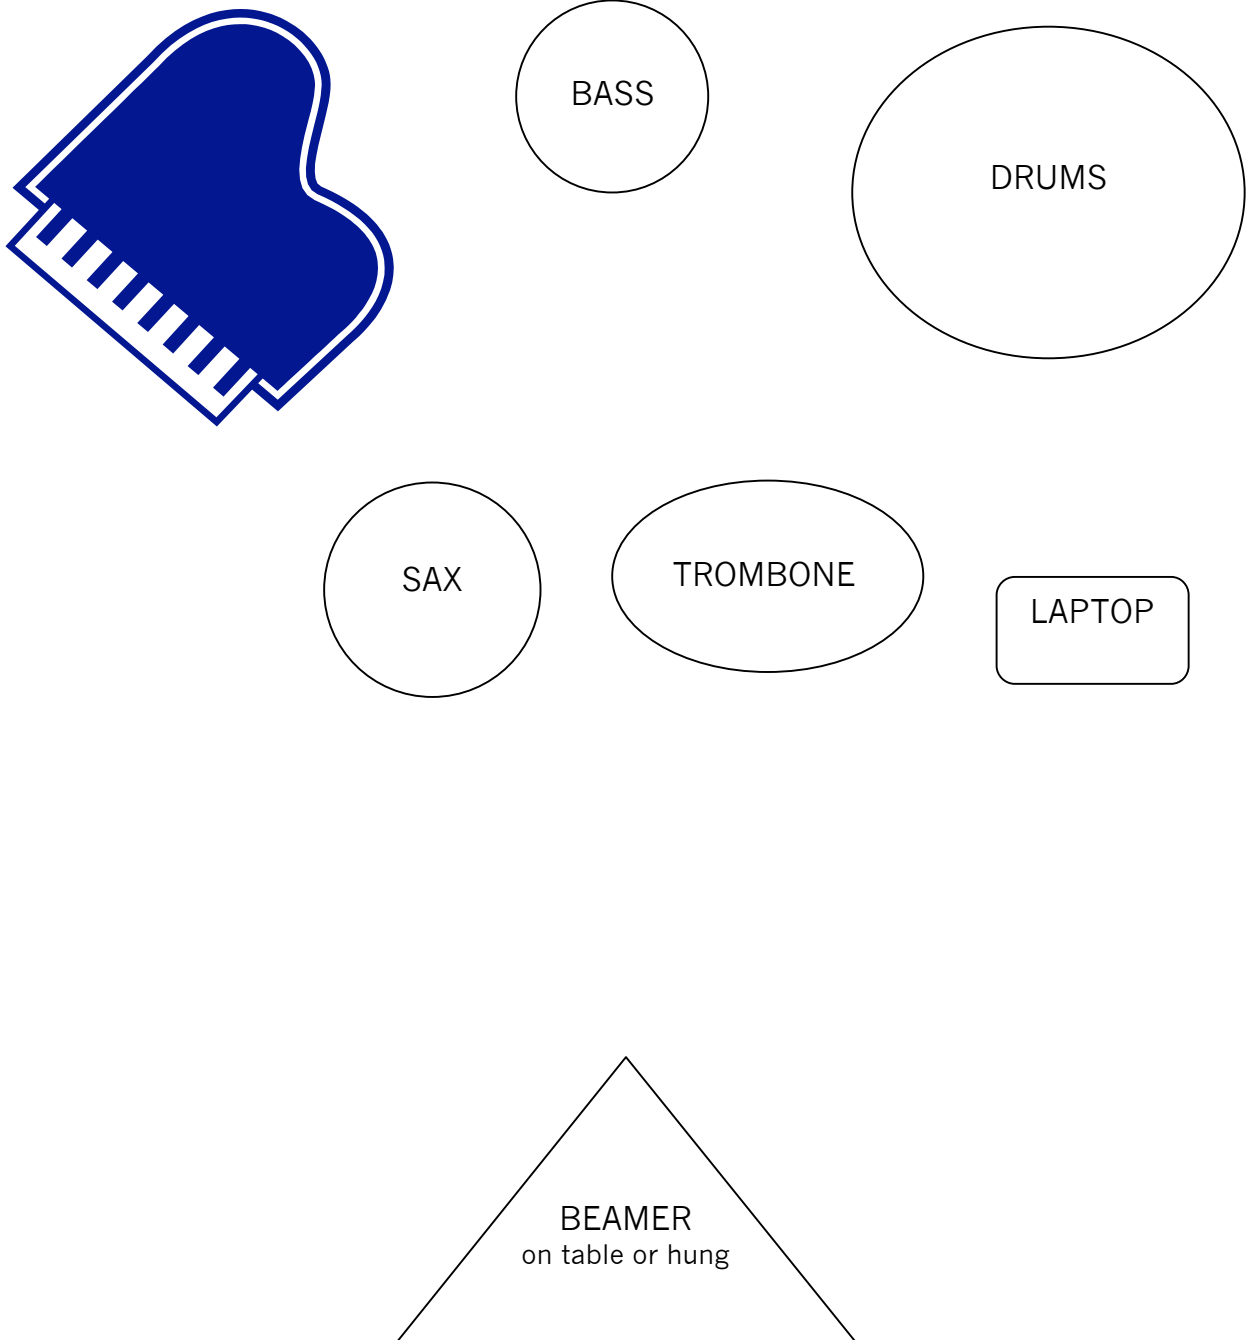 BASS
DRUMS
SAX
TROMBONE
LAPTOP
BEAMER
on table or hung